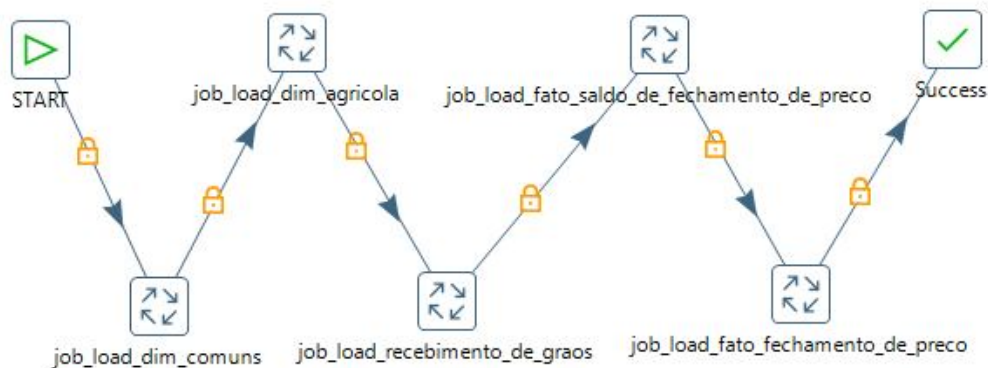 START
job_load_dim_agricola
job_load_fato_saldo_de_fechamento_de_preco
Success
job_load_dim_comuns
job_load_recebimento_de_graos
job_load_fato_fechamento_de_preco